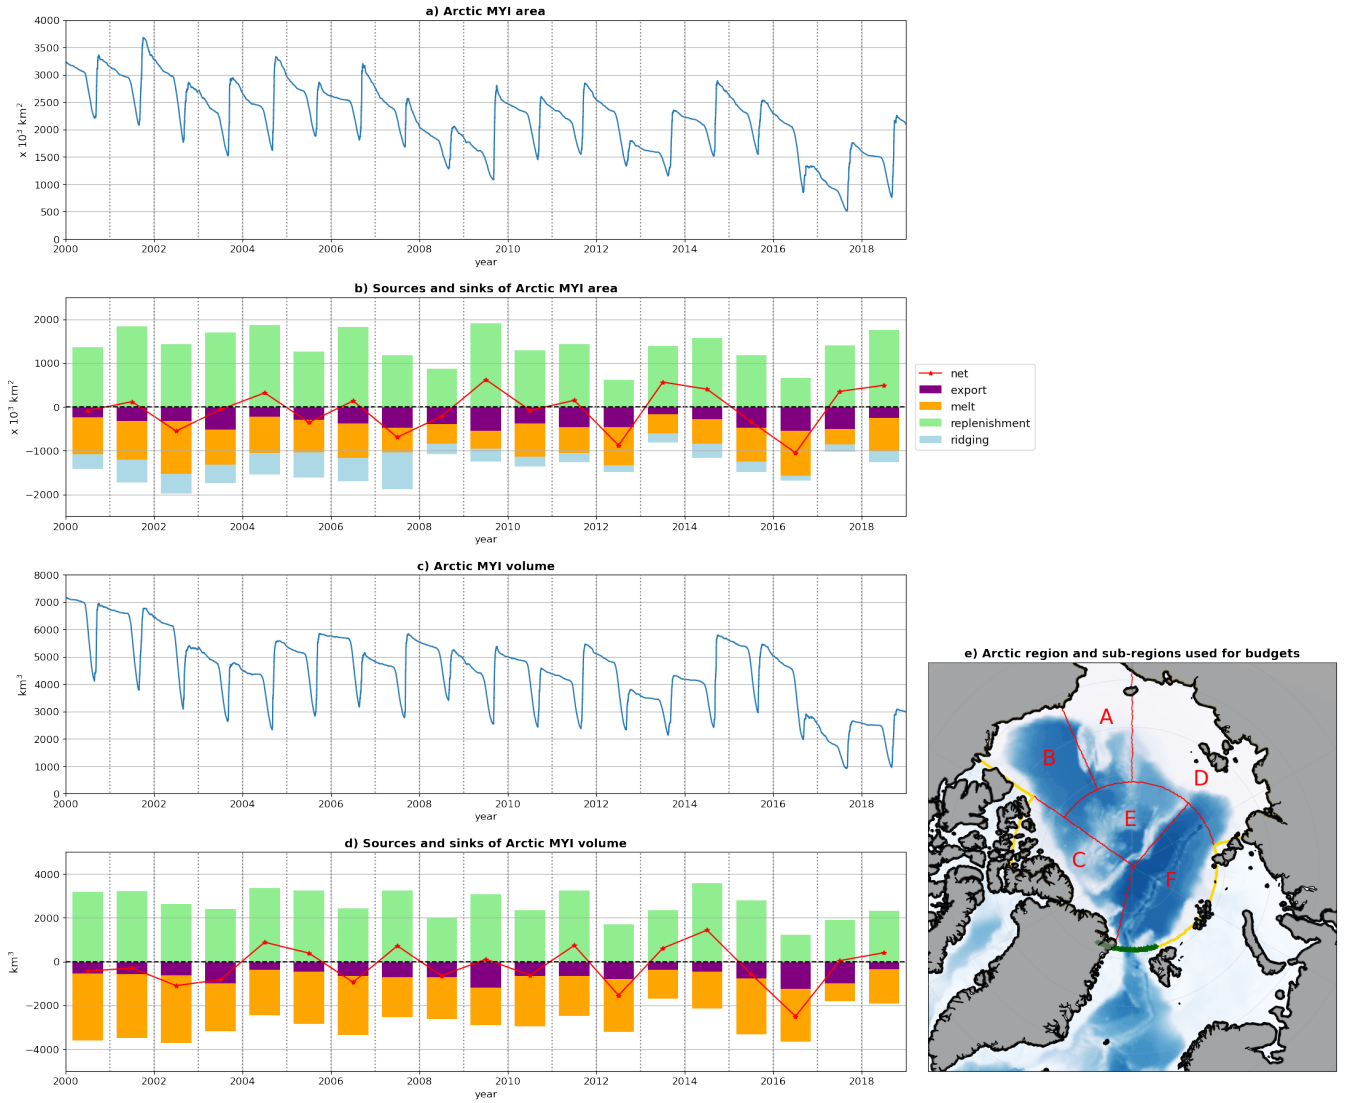 a) Arctic MYI area
4000
3500
3000
2500
2000
1500
1000
500
0
x 10³ km²
2000 2002 2004 2006 2008 2010 2012 2014 2016 2018
year
b) Sources and sinks of Arctic MYI area
2000
1000
0
−1000
−2000
x 10³ km²
2000 2002 2004 2006 2008 2010 2012 2014 2016 2018
year
net
export
melt
replenishment
ridging
c) Arctic MYI volume
8000
7000
6000
5000
4000
3000
2000
1000
0
km³
2000 2002 2004 2006 2008 2010 2012 2014 2016 2018
year
d) Sources and sinks of Arctic MYI volume
4000
2000
0
−2000
−4000
km³
2000 2002 2004 2006 2008 2010 2012 2014 2016 2018
year
e) Arctic region and sub-regions used for budgets
A
B
D
E
C
F